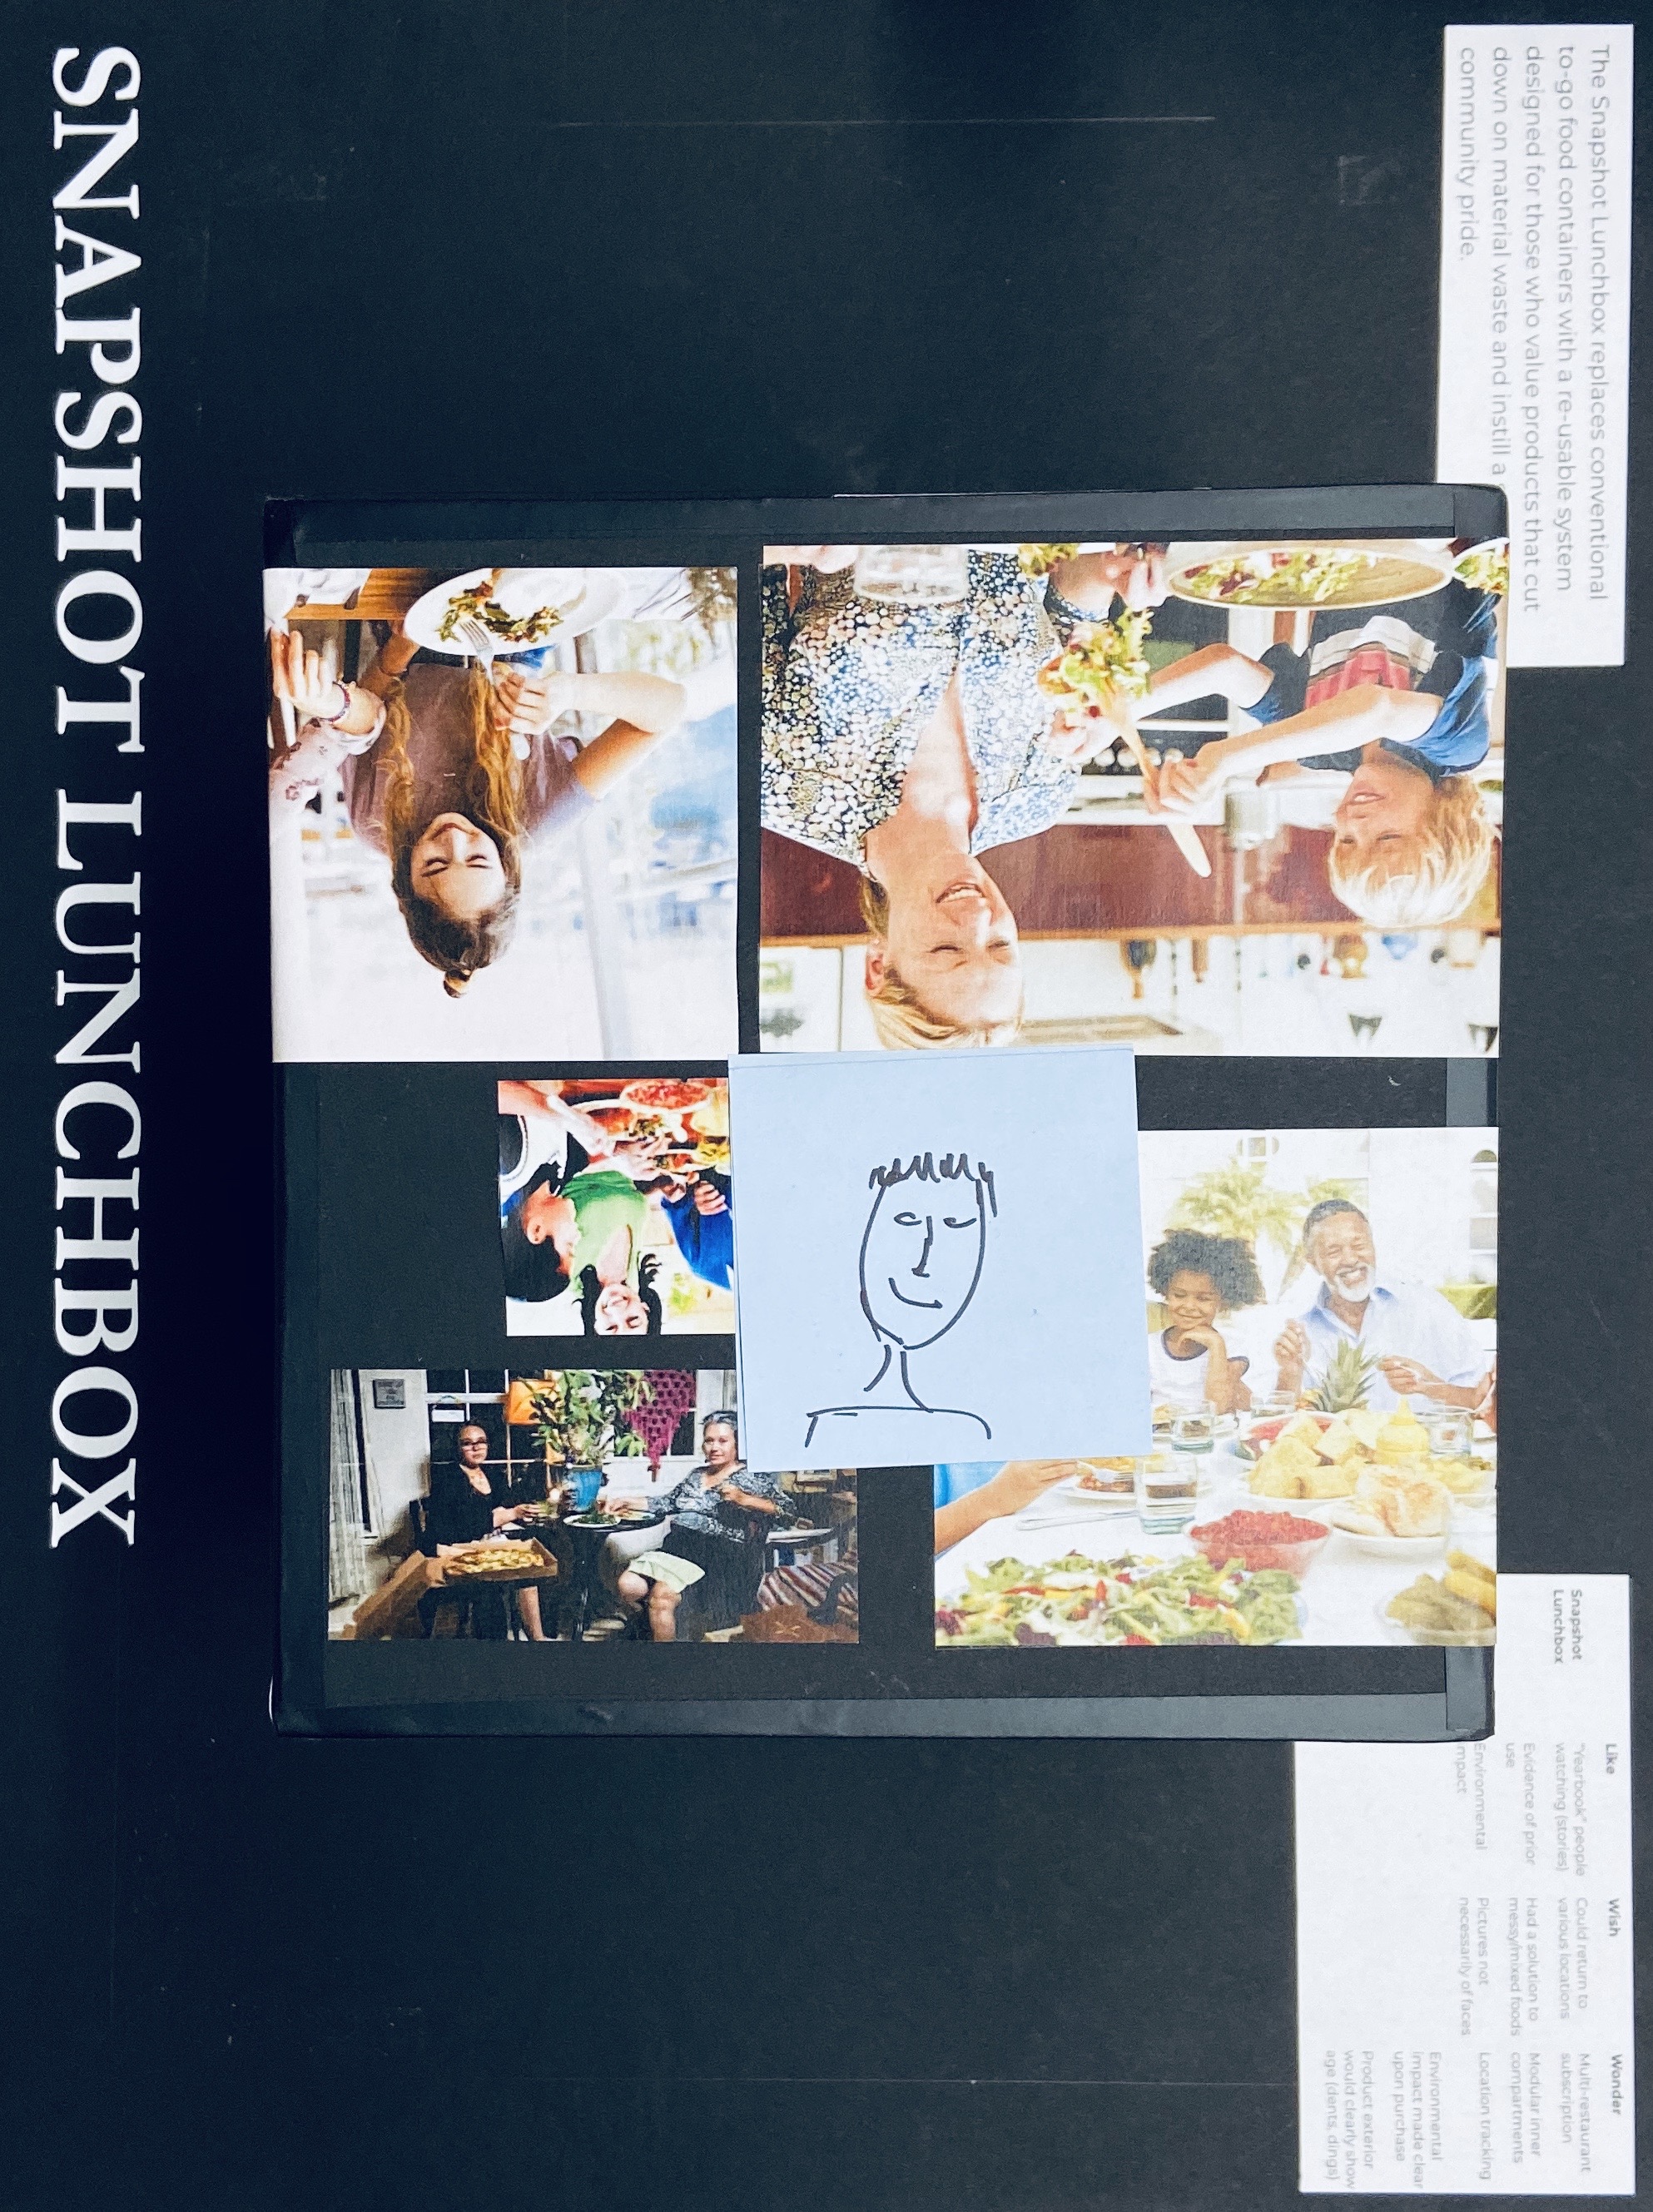 The Snapshot Lunchbox replaces conventional
to-go food containers with a re-usable system
designed for those who value products that cut
down on material waste and instill a
community pride.
Snapshot
Lunchbox
Like
"Yearbook" people
watching (stories)
Evidence of prior
use
Environmental
mpact
Wish
Could return to
various locations
Had a solution to
messy/mixed foods
Pictures not
necessarily of faces
Wonder
Multi-restaurant
subscription
Modular inner
compartments
Location tracking
Environmental
impact made clear
upon purchase
Product exterior
would clearly show
age (dents, dings)
SNAPSHOT LUNCHBOX